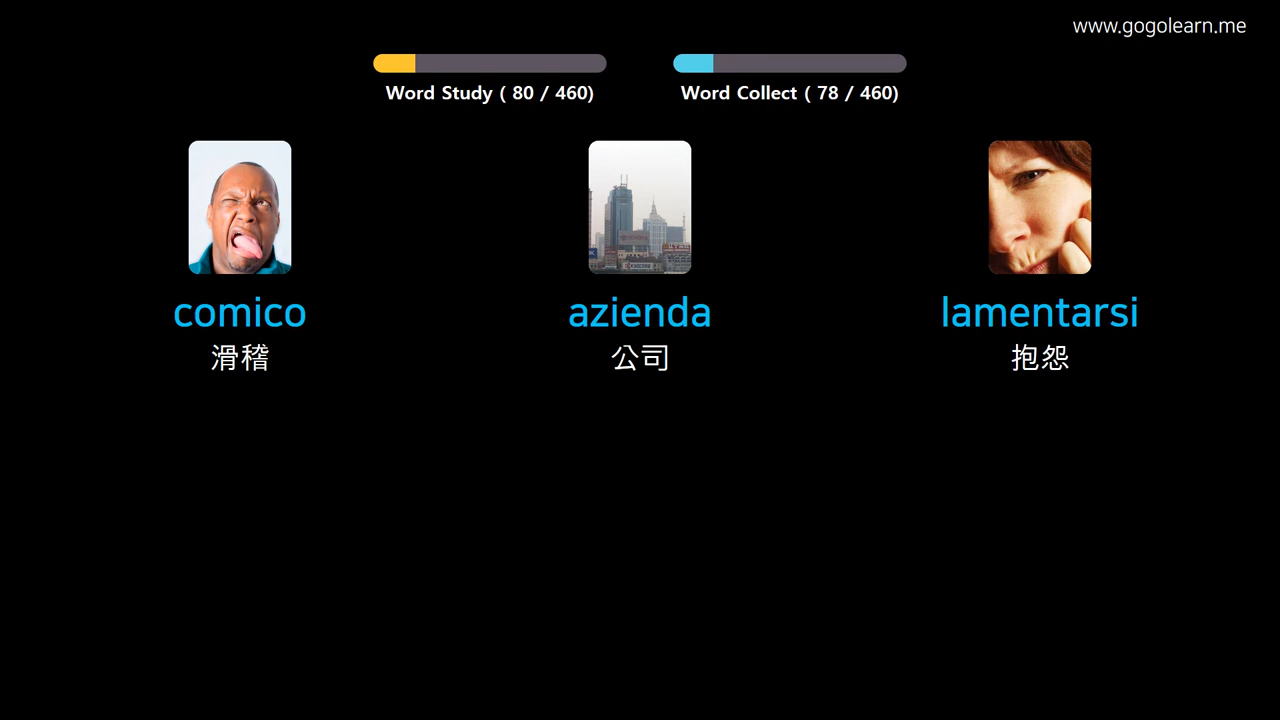 www.gogolearn.me
Word Study ( 80 / 460)
Word Collect ( 78 / 460)
comico
azienda
lamentarsi
滑稽
公司
抱怨